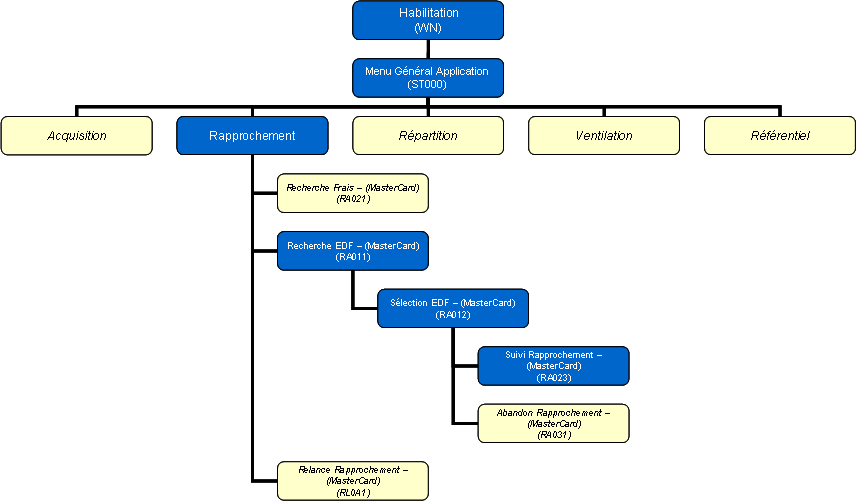 Habilitation
(WN)
Menu Général Application
(ST000)
Acquisition
Rapprochement
Répartition
Ventilation
Référentiel
Recherche Frais – (MasterCard)
(RA021)
Recherche EDF – (MasterCard)
(RA011)
Sélection EDF – (MasterCard)
(RA012)
Suivi Rapprochement –
(MasterCard)
(RA023)
Abandon Rapprochement –
(MasterCard)
(RA031)
Relance Rapprochement –
(MasterCard)
(RL0A1)